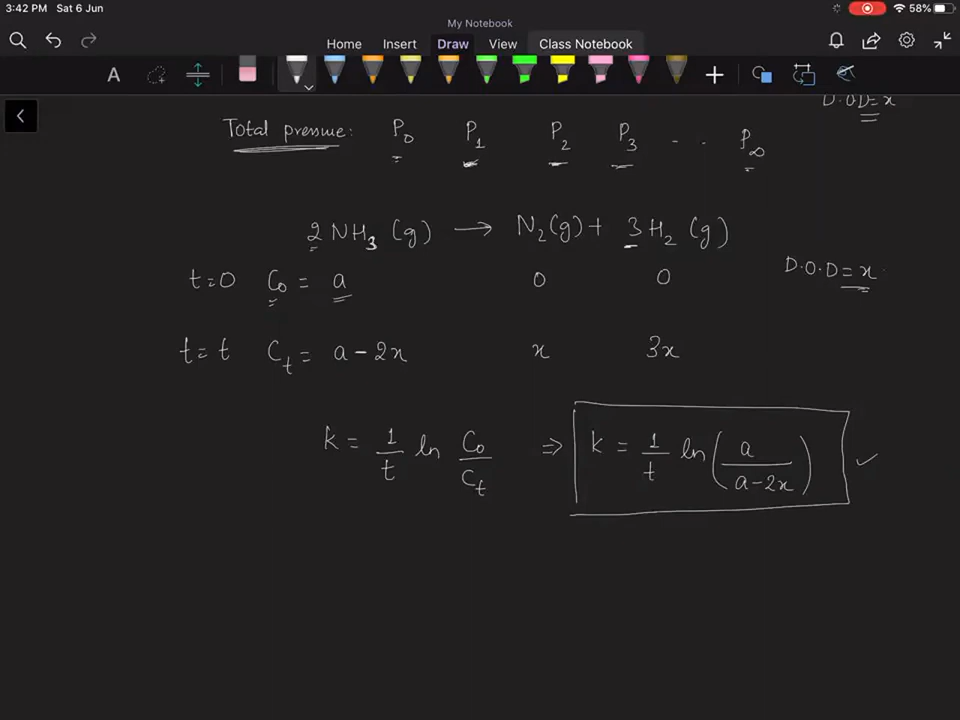 3:42 PM Sat 6 Jun 58%
My Notebook
Home Insert Draw View Class Notebook
A
D.OD=x
Total pressure: P₀ P₁ P₂ P₃ .. P∞
2NH₃(g) → N₂(g)+ 3H₂(g)
t=0 C₀ = a 0 0 D.O.D=x
t=t Cₜ = a-2x x 3x
k = 1/t ln C₀/Cₜ ⇒ k = 1/t ln(a/(a-2x)) ✓